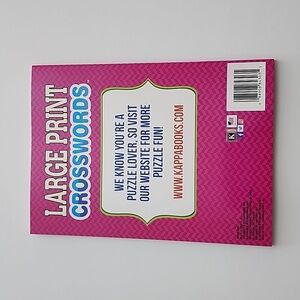 LARGE PRINT
CROSSWORDS
WE KNOW YOU'RE A
PUZZLE LOVER, SO VISIT
OUR WEBSITE FOR MORE
PUZZLE FUN!
WWW.KAPPABOOKS.COM